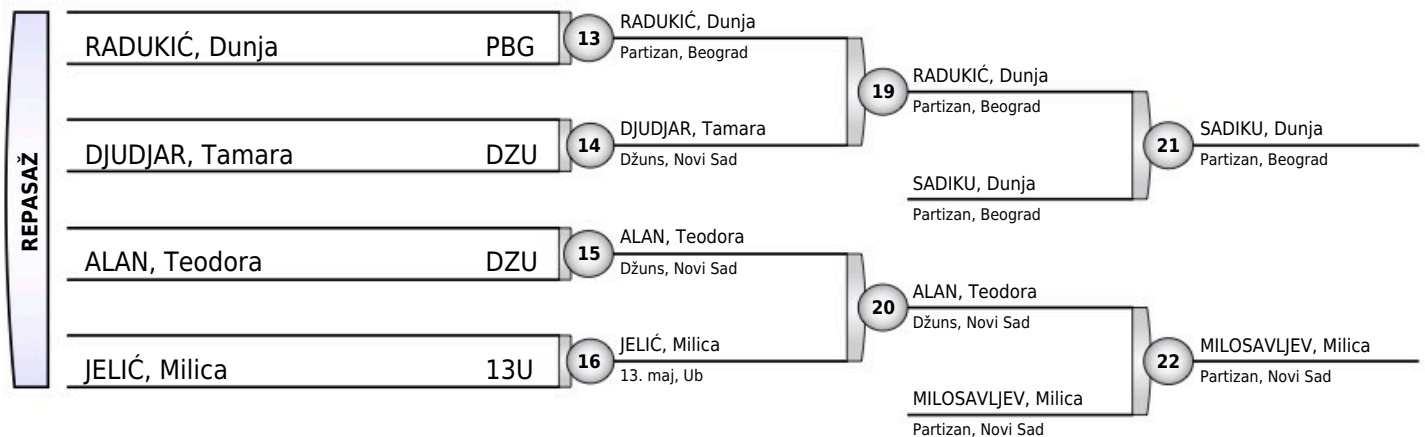 REPASAŽ
RADUKIĆ, Dunja PBG
13
RADUKIĆ, Dunja
Partizan, Beograd
DJUDJAR, Tamara DZU
14
DJUDJAR, Tamara
Džuns, Novi Sad
ALAN, Teodora DZU
15
ALAN, Teodora
Džuns, Novi Sad
JELIĆ, Milica 13U
16
JELIĆ, Milica
13. maj, Ub
19
RADUKIĆ, Dunja
Partizan, Beograd
SADIKU, Dunja
Partizan, Beograd
20
ALAN, Teodora
Džuns, Novi Sad
MILOSAVLJEV, Milica
Partizan, Novi Sad
21
SADIKU, Dunja
Partizan, Beograd
22
MILOSAVLJEV, Milica
Partizan, Novi Sad